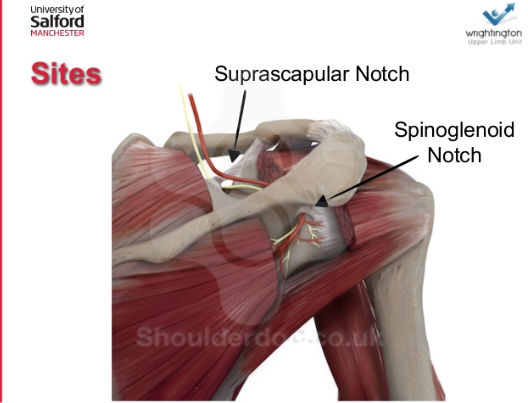 University of
Salford
MANCHESTER
wrightington
Upper Limb Unit
Sites
Suprascapular Notch
Spinoglenoid
Notch
Shoulderdoc.co.uk